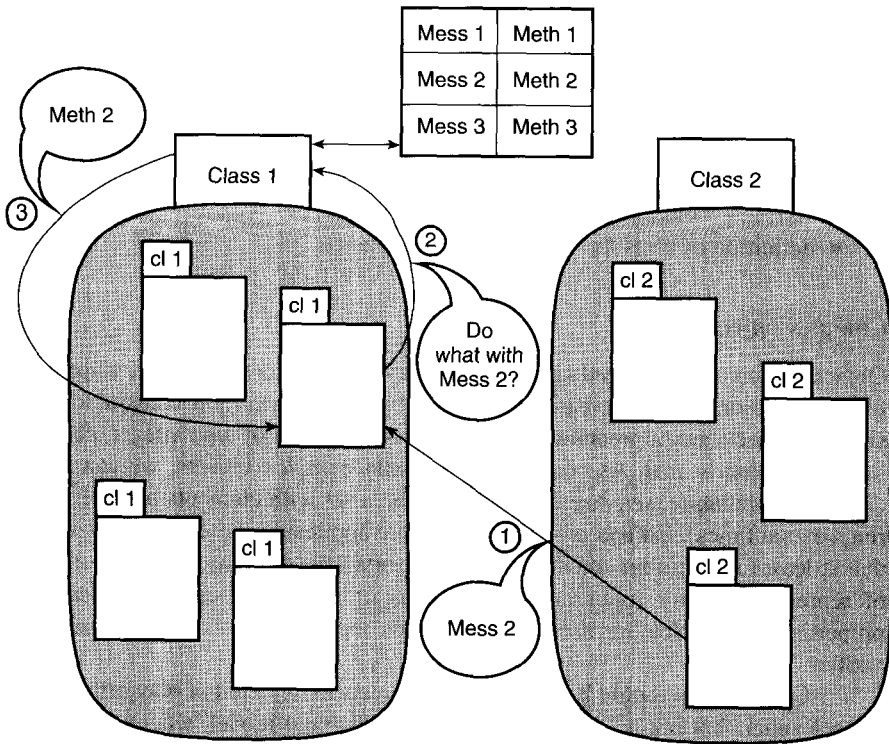 Mess 1 Meth 1
Mess 2 Meth 2
Mess 3 Meth 3
Meth 2
Class 1
Class 2
3
2
cl 1
cl 1
cl 2
Do
what with
Mess 2?
cl 2
cl 1
cl 1
1
cl 2
Mess 2